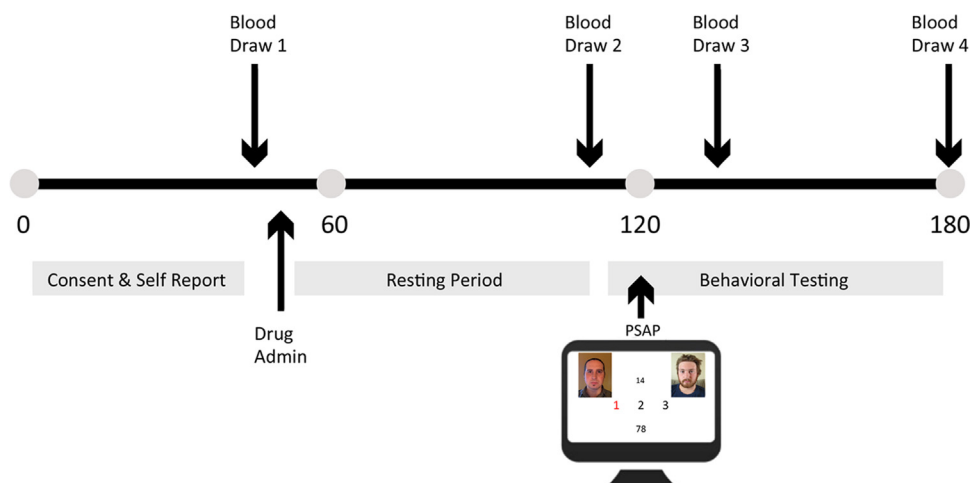 Blood
Draw 1
Blood
Draw 2
Blood
Draw 3
Blood
Draw 4
0
60
120
180
Consent & Self Report
Resting Period
Behavioral Testing
Drug
Admin
PSAP
14
1 2 3
78